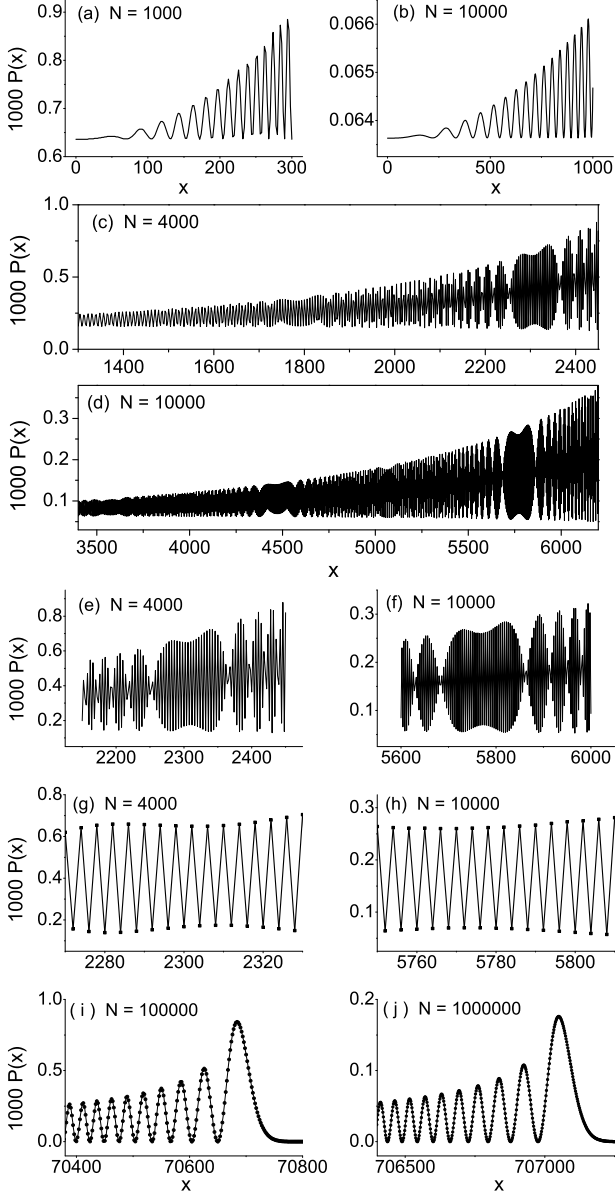 (a) N = 1000
(b) N = 10000
0.9
0.8
0.7
0.6
1000 P(x)
0 100 200 300
x
0.066
0.065
0.064
0 500 1000
x
(c) N = 4000
1.0
0.5
0.0
1000 P(x)
1400 1600 1800 2000 2200 2400
(d) N = 10000
0.3
0.2
0.1
1000 P(x)
3500 4000 4500 5000 5500 6000
x
(e) N = 4000
0.8
0.6
0.4
0.2
1000 P(x)
2200 2300 2400
(f) N = 10000
0.3
0.2
0.1
5600 5800 6000
(g) N = 4000
0.8
0.6
0.4
0.2
1000 P(x)
2280 2300 2320
(h) N = 10000
0.3
0.2
0.1
5760 5780 5800
( i ) N = 100000
1.0
0.5
0.0
1000 P(x)
70400 70600 70800
x
( j ) N = 1000000
0.2
0.1
0.0
706500 707000
x